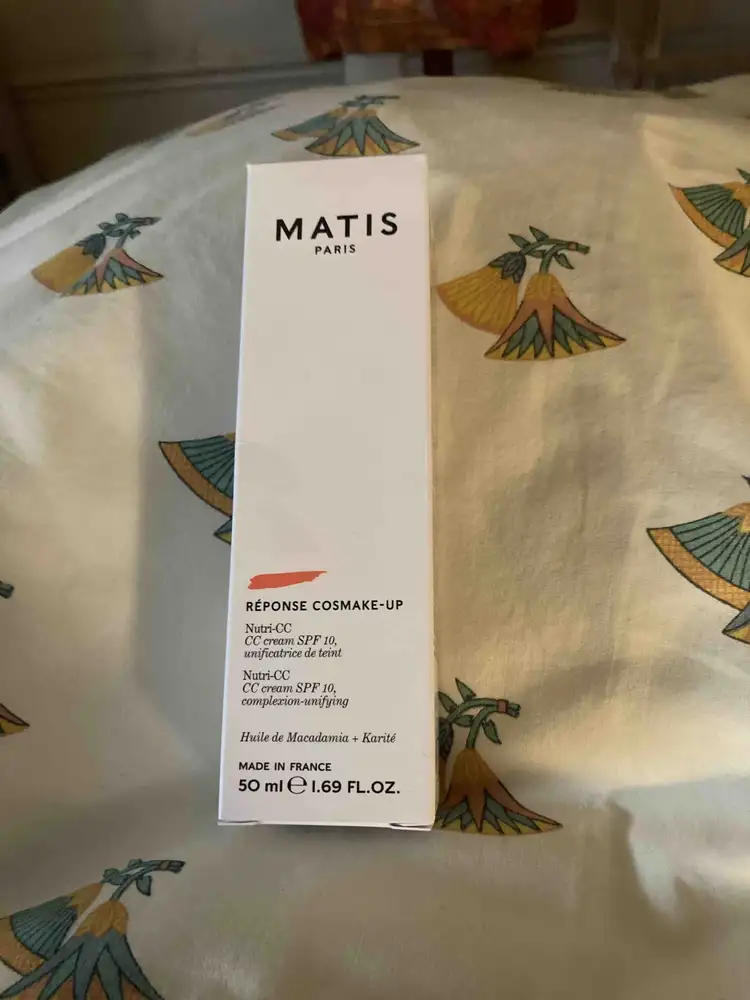 MATIS
PARIS
RÉPONSE COSMAKE-UP
Nutri-CC
CC cream SPF 10,
unificatrice de teint
Nutri-CC
CC cream SPF 10,
complexion-unifying
Huile de Macadamia + Karité
MADE IN FRANCE
50 ml ℮ 1.69 FL.OZ.